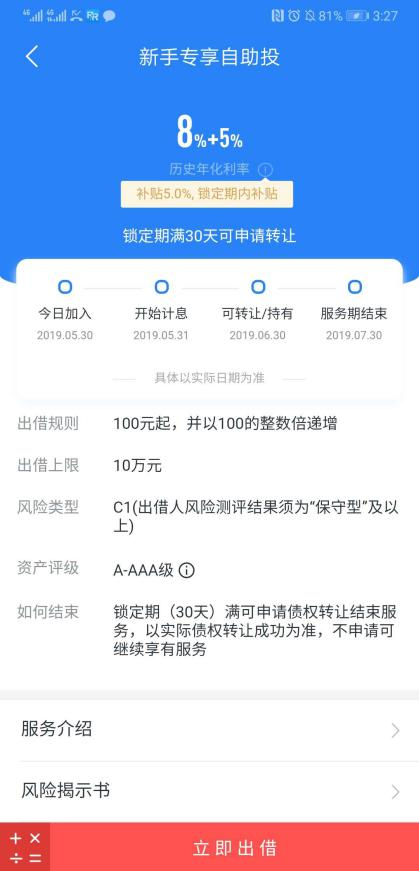 4G 4G 81% 3:27
新手专享自助投
8%+5%
历史年化利率
补贴5.0%, 锁定期内补贴
锁定期满30天可申请转让
今日加入 开始计息 可转让/持有 服务期结束
2019.05.30 2019.05.31 2019.06.30 2019.07.30
具体以实际日期为准
出借规则 100元起，并以100的整数倍递增
出借上限 10万元
风险类型 C1(出借人风险测评结果须为“保守型”及以
上)
资产评级 A-AAA级
如何结束 锁定期（30天）满可申请债权转让结束服
务，以实际债权转让成功为准，不申请可
继续享有服务
服务介绍
风险揭示书
立即出借